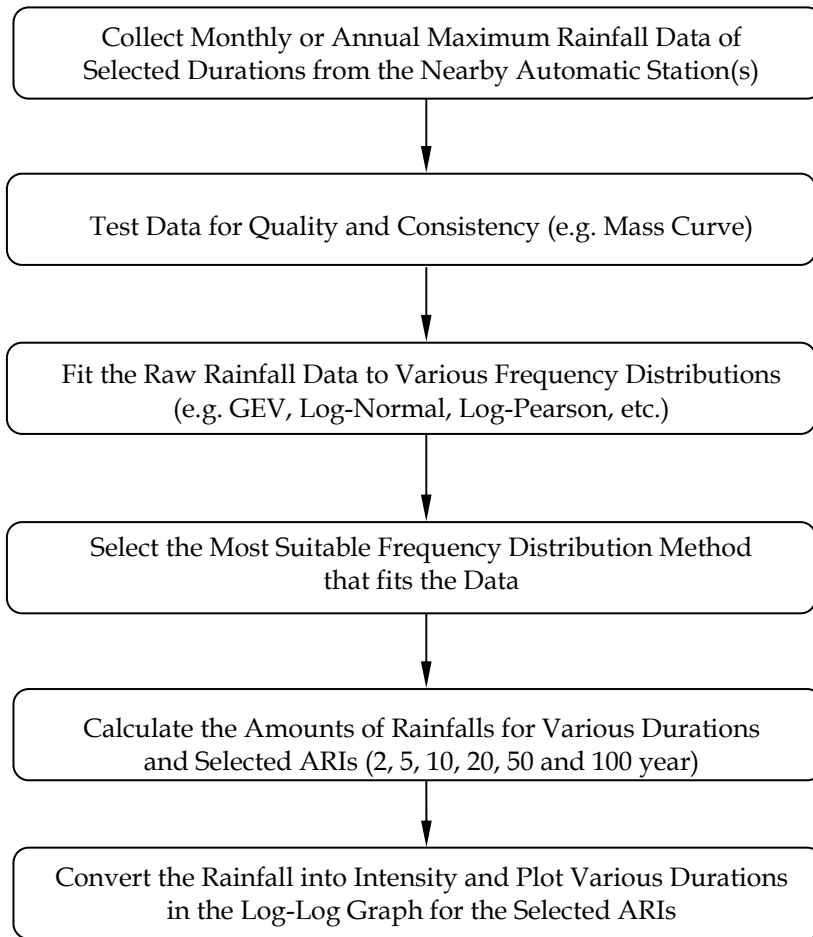 Collect Monthly or Annual Maximum Rainfall Data of
Selected Durations from the Nearby Automatic Station(s)
Test Data for Quality and Consistency (e.g. Mass Curve)
Fit the Raw Rainfall Data to Various Frequency Distributions
(e.g. GEV, Log-Normal, Log-Pearson, etc.)
Select the Most Suitable Frequency Distribution Method
that fits the Data
Calculate the Amounts of Rainfalls for Various Durations
and Selected ARIs (2, 5, 10, 20, 50 and 100 year)
Convert the Rainfall into Intensity and Plot Various Durations
in the Log-Log Graph for the Selected ARIs